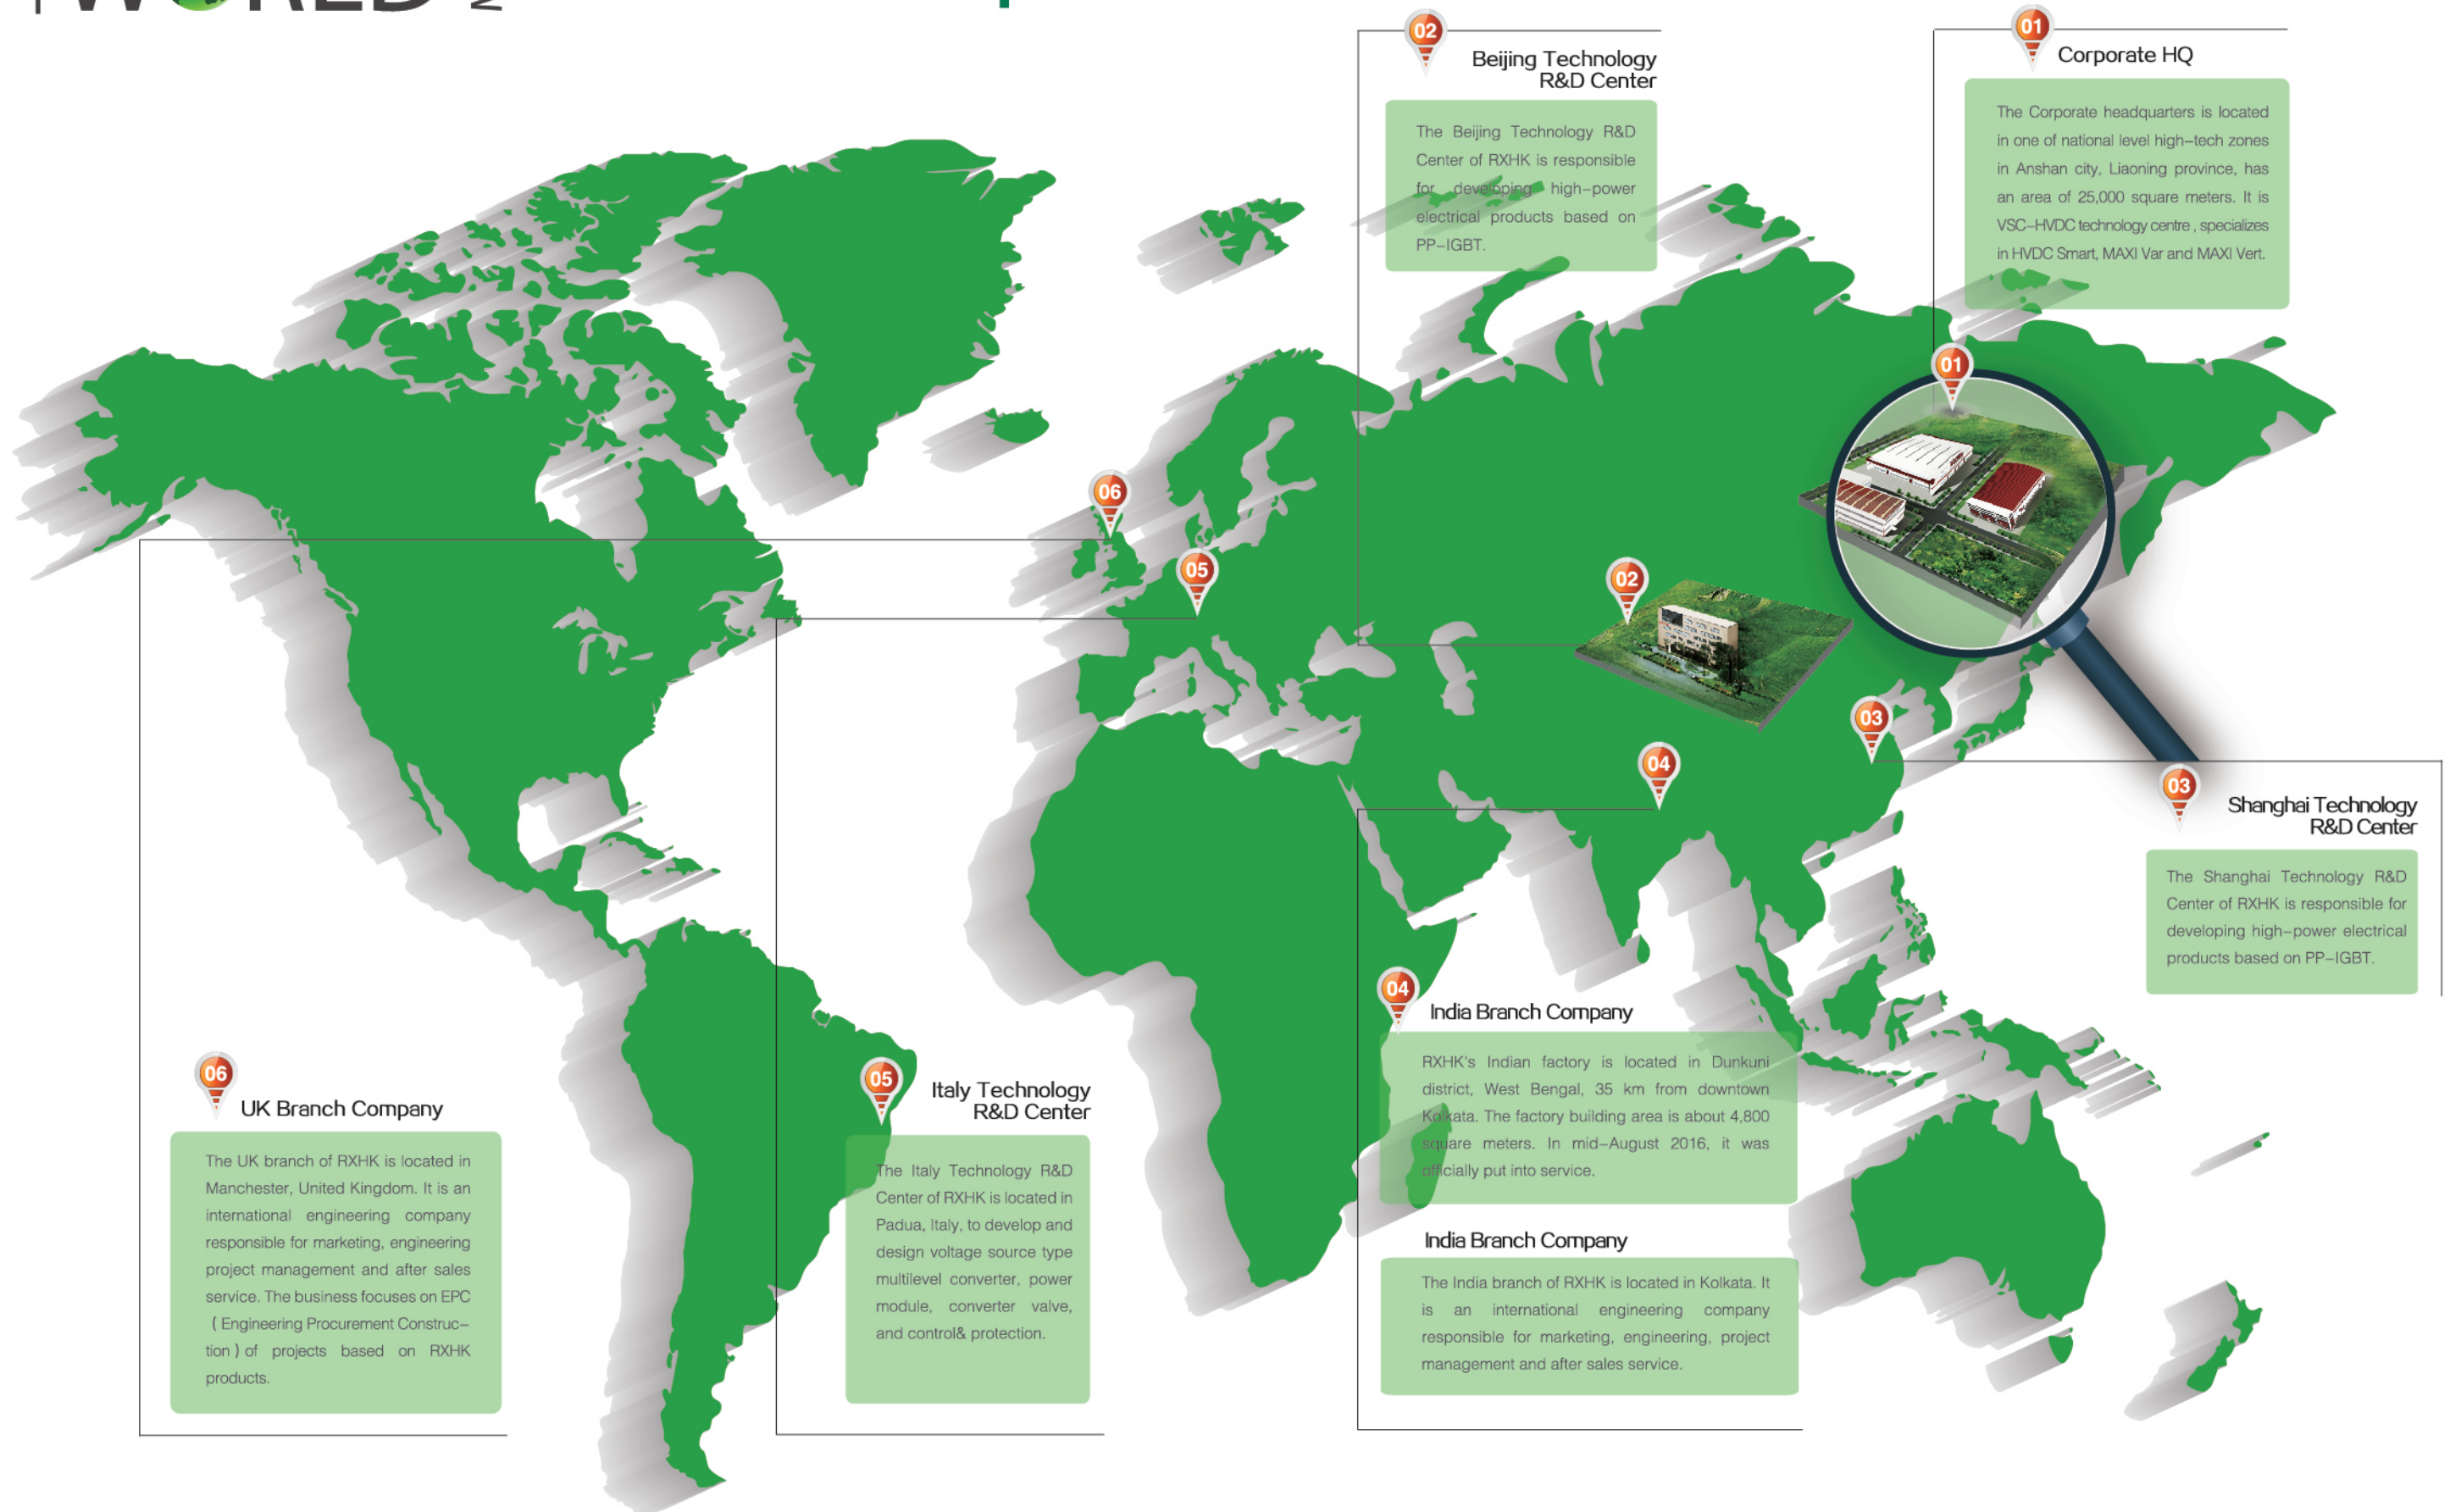 WORLD
02
Beijing Technology
R&D Center
The Beijing Technology R&D
Center of RXHK is responsible
for developing high-power
electrical products based on
PP-IGBT.
01
Corporate HQ
The Corporate headquarters is located
in one of national level high-tech zones
in Anshan city, Liaoning province, has
an area of 25,000 square meters. It is
VSC-HVDC technology centre , specializes
in HVDC Smart, MAXI Var and MAXI Vert.
01
06
05
02
03
04
03
Shanghai Technology
R&D Center
The Shanghai Technology R&D
Center of RXHK is responsible for
developing high-power electrical
products based on PP-IGBT.
04
India Branch Company
RXHK's Indian factory is located in Dunkuni
district, West Bengal, 35 km from downtown
Kolkata. The factory building area is about 4,800
square meters. In mid-August 2016, it was
officially put into service.
India Branch Company
The India branch of RXHK is located in Kolkata. It
is an international engineering company
responsible for marketing, engineering, project
management and after sales service.
05
Italy Technology
R&D Center
The Italy Technology R&D
Center of RXHK is located in
Padua, Italy, to develop and
design voltage source type
multilevel converter, power
module, converter valve,
and control& protection.
06
UK Branch Company
The UK branch of RXHK is located in
Manchester, United Kingdom. It is an
international engineering company
responsible for marketing, engineering
project management and after sales
service. The business focuses on EPC
( Engineering Procurement Construc-
tion ) of projects based on RXHK
products.